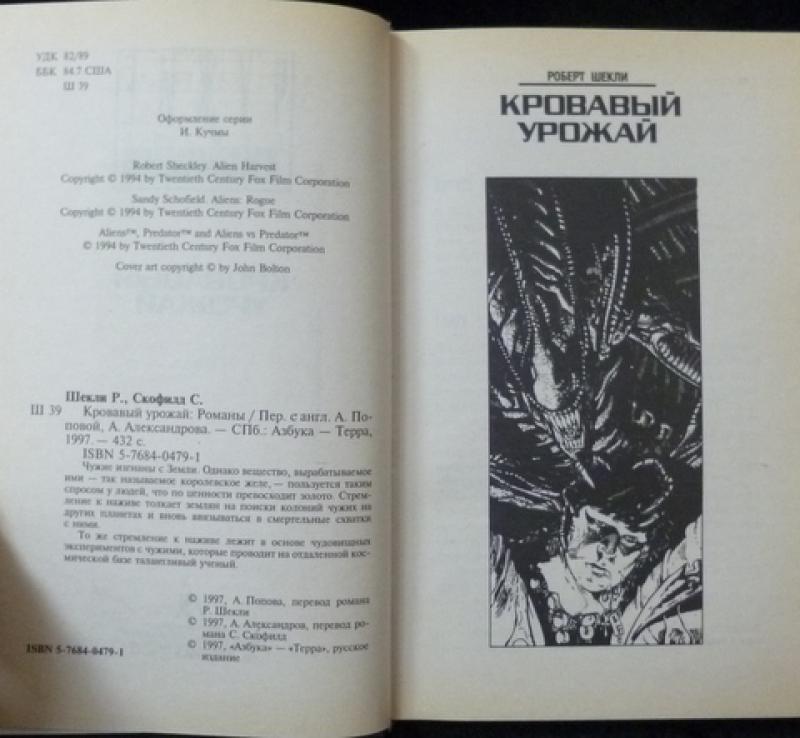 УДК 82/89
ББК 84.7 США
Ш 39
Оформление серии
И. Кучмы
Robert Sheckley. Alien Harvest
Copyright © 1994 by Twentieth Century Fox Film Corporation
Sandy Schofield. Aliens: Rogue
Copyright © 1994 by Twentieth Century Fox Film Corporation
Aliens™, Predator™ and Aliens vs Predator™
© 1994 by Twentieth Century Fox Film Corporation
Cover art copyright © by John Bolton
Шекли Р., Скофилд С.
Ш 39 Кровавый урожай: Романы / Пер. с англ. А. По-
повой, А. Александрова. — СПб.: Азбука — Терра,
1997. — 432 с.
ISBN 5-7684-0479-1
Чужие изгнаны с Земли. Однако вещество, вырабатываемое
ими — так называемое королевское желе, — пользуется таким
спросом у людей, что по ценности превосходит золото. Стрем-
ление к наживе толкает землян на поиски колоний чужих на
других планетах и вновь ввязываться в смертельные схватки
с ними.
То же стремление к наживе лежит в основе чудовищных
экспериментов с чужими, которые проводит на отдаленной кос-
мической базе талантливый ученый.
© 1997, А. Попова, перевод романа
Р. Шекли
© 1997, А. Александров, перевод ро-
мана С. Скофилд
© 1997, «Азбука» — «Терра», русское
издание
ISBN 5-7684-0479-1
РОБЕРТ ШЕКЛИ
КРОВАВЫЙ
УРОЖАЙ